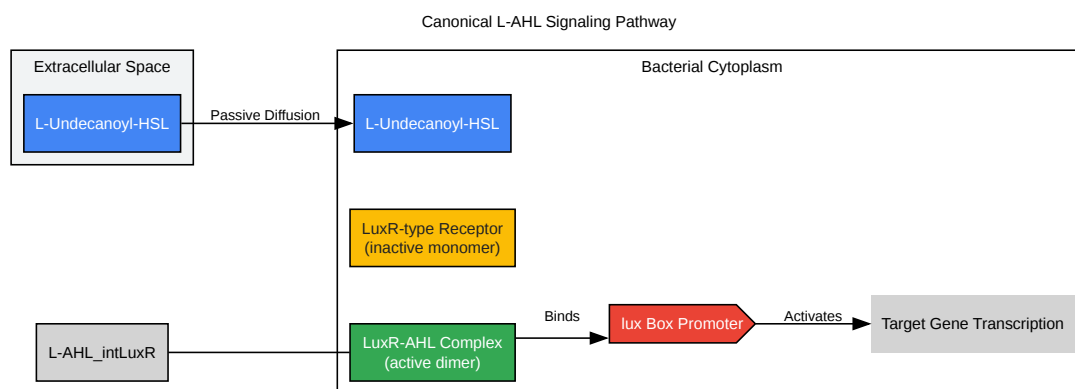 Canonical L-AHL Signaling Pathway
Extracellular Space
Bacterial Cytoplasm
L-Undecanoyl-HSL
Passive Diffusion
L-Undecanoyl-HSL
LuxR-type Receptor
(inactive monomer)
L-AHL_intLuxR
LuxR-AHL Complex
(active dimer)
Binds
lux Box Promoter
Activates
Target Gene Transcription